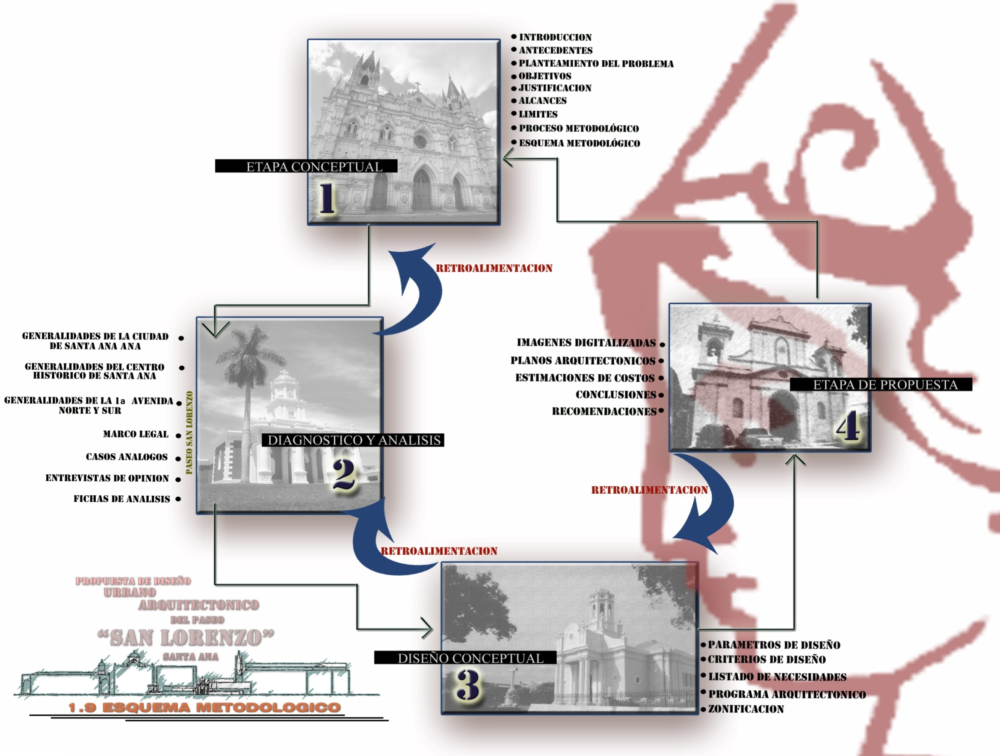 INTRODUCCION
ANTECEDENTES
PLANTEAMIENTO DEL PROBLEMA
OBJETIVOS
JUSTIFICACION
ALCANCES
LIMITES
PROCESO METODOLÓGICO
ESQUEMA METODOLÓGICO
ETAPA CONCEPTUAL
1
RETROALIMENTACION
GENERALIDADES DE LA CIUDAD
DE SANTA ANA ANA
GENERALIDADES DEL CENTRO
HISTORICO DE SANTA ANA
GENERALIDADES DE LA 1a AVENIDA
NORTE Y SUR
MARCO LEGAL
CASOS ANALOGOS
ENTREVISTAS DE OPINION
FICHAS DE ANALISIS
PASEO SAN LORENZO
DIAGNOSTICO Y ANALISIS
2
IMAGENES DIGITALIZADAS
PLANOS ARQUITECTONICOS
ESTIMACIONES DE COSTOS
CONCLUSIONES
RECOMENDACIONES
ETAPA DE PROPUESTA
4
RETROALIMENTACION
RETROALIMENTACION
DISEÑO CONCEPTUAL
3
PARAMETROS DE DISEÑO
CRITERIOS DE DISEÑO
LISTADO DE NECESIDADES
PROGRAMA ARQUITECTONICO
ZONIFICACION
PROPUESTA DE DISEÑO
URBANO
ARQUITECTONICO
DEL PASEO
“SAN LORENZO”
SANTA ANA
1.9 ESQUEMA METODOLOGICO